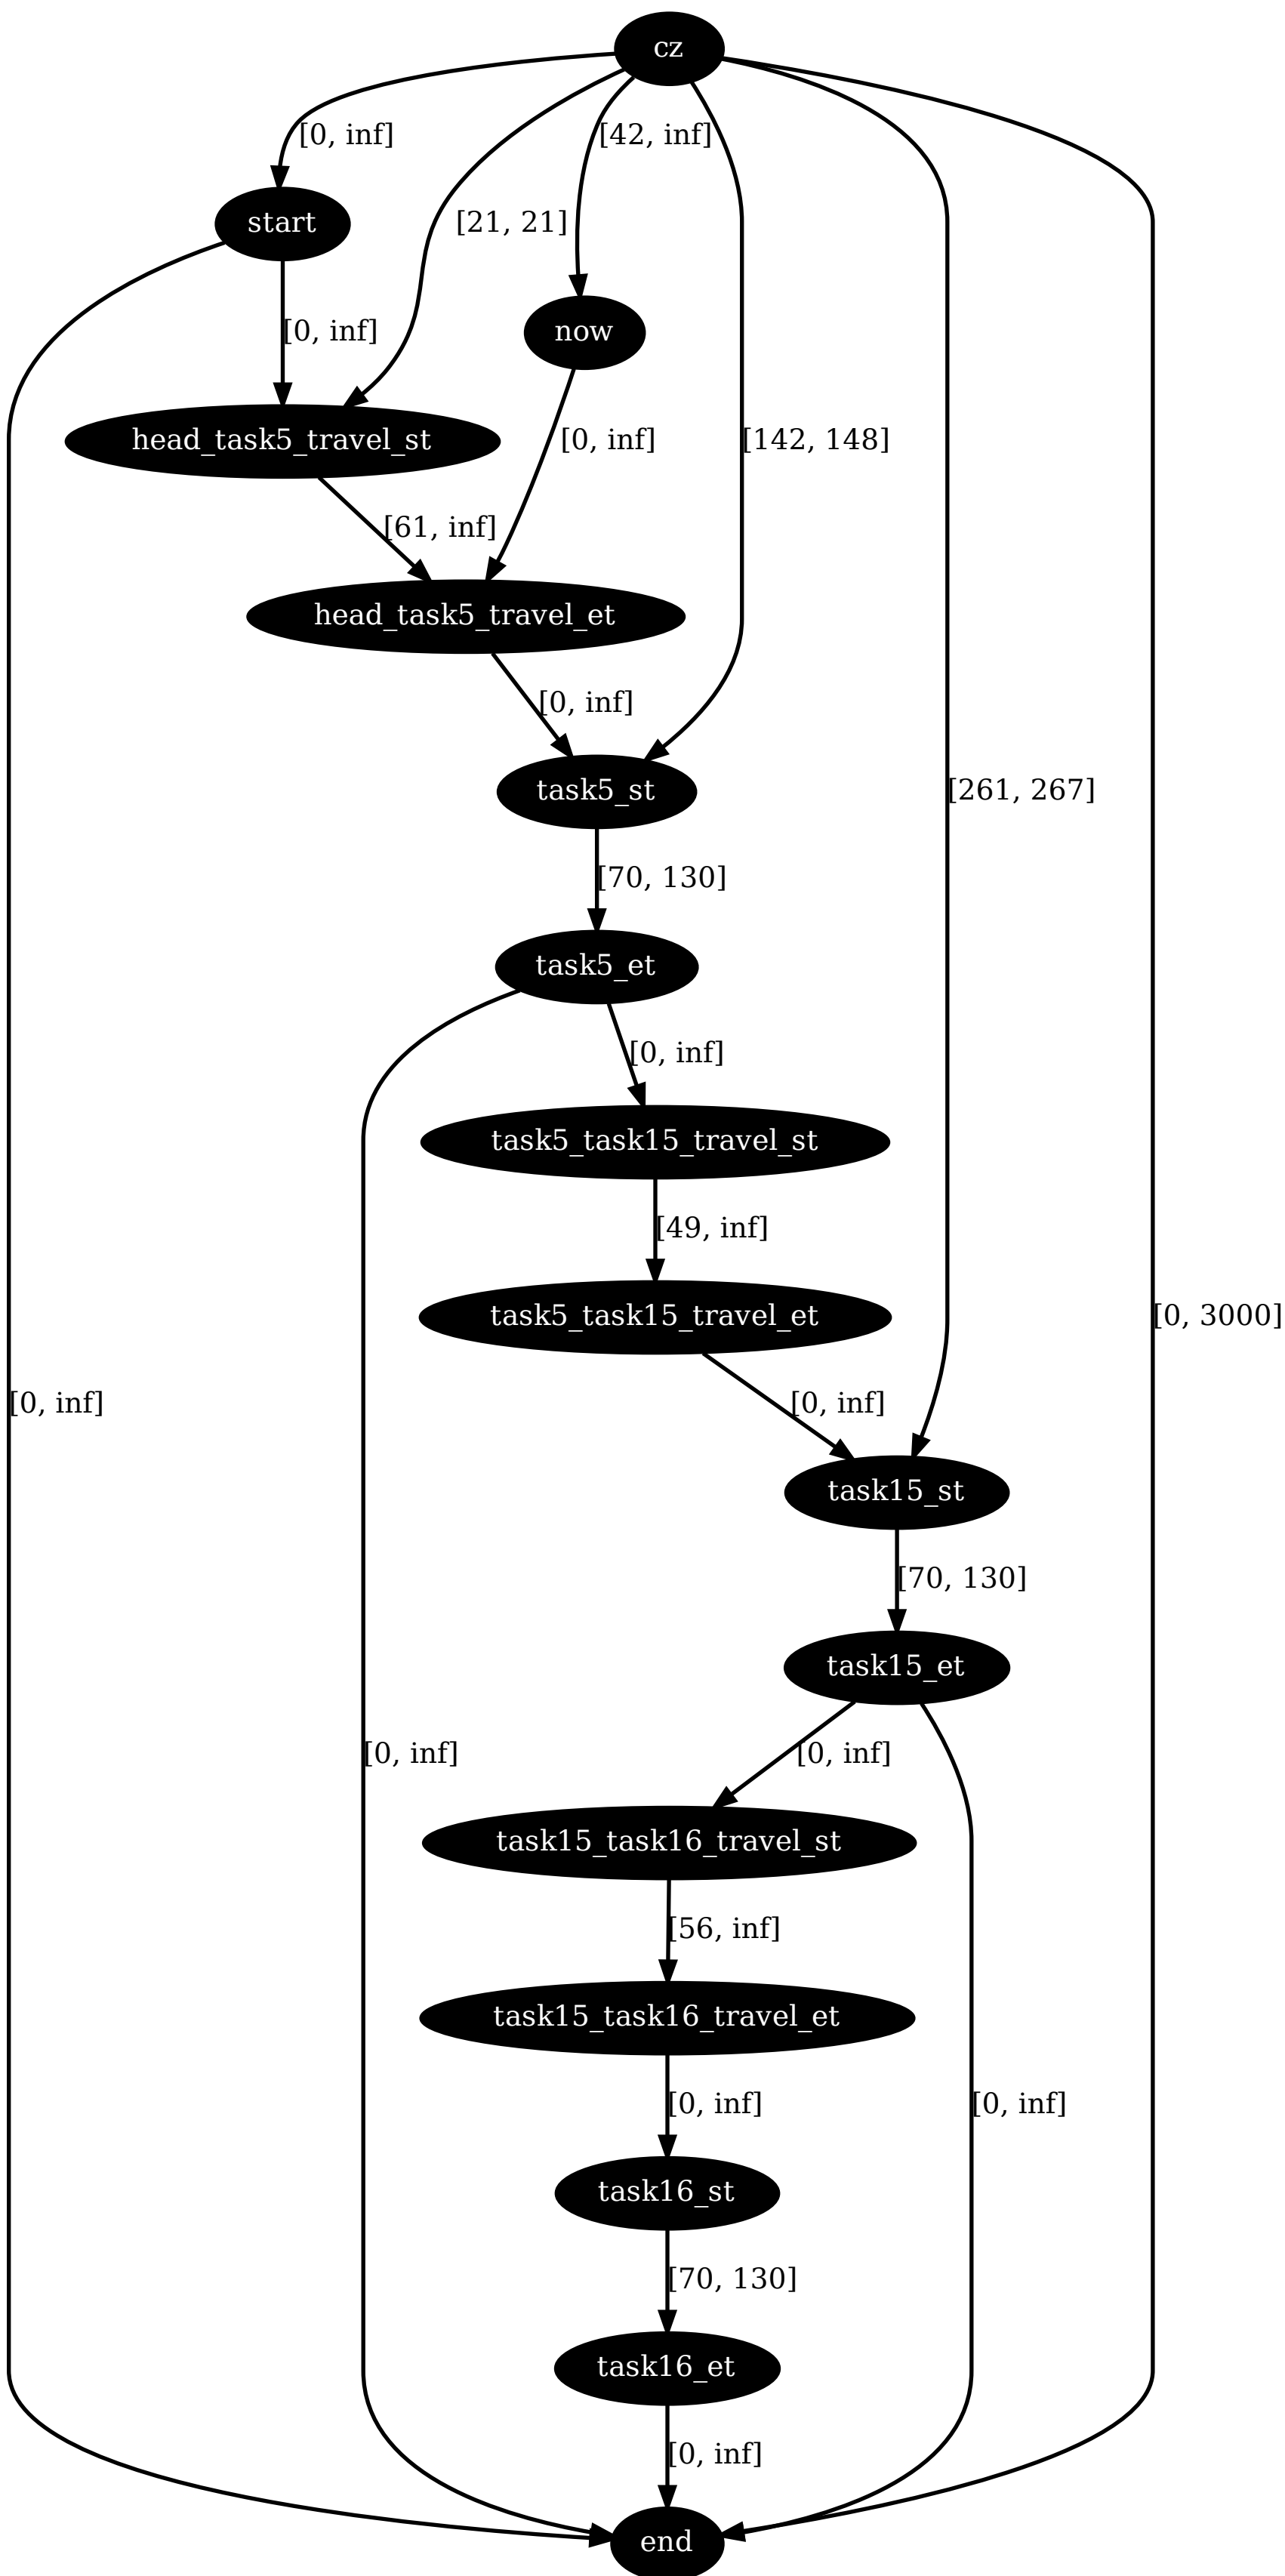 cz
[0, inf]
[42, inf]
start
[21, 21]
now
[0, inf]
head_task5_travel_st
[0, inf]
[142, 148]
[61, inf]
head_task5_travel_et
[0, inf]
task5_st
[261, 267]
[70, 130]
task5_et
[0, inf]
task5_task15_travel_st
[49, inf]
task5_task15_travel_et
[0, 3000]
[0, inf]
[0, inf]
task15_st
[70, 130]
task15_et
[0, inf]
[0, inf]
task15_task16_travel_st
[56, inf]
task15_task16_travel_et
[0, inf]
[0, inf]
task16_st
[70, 130]
task16_et
[0, inf]
end